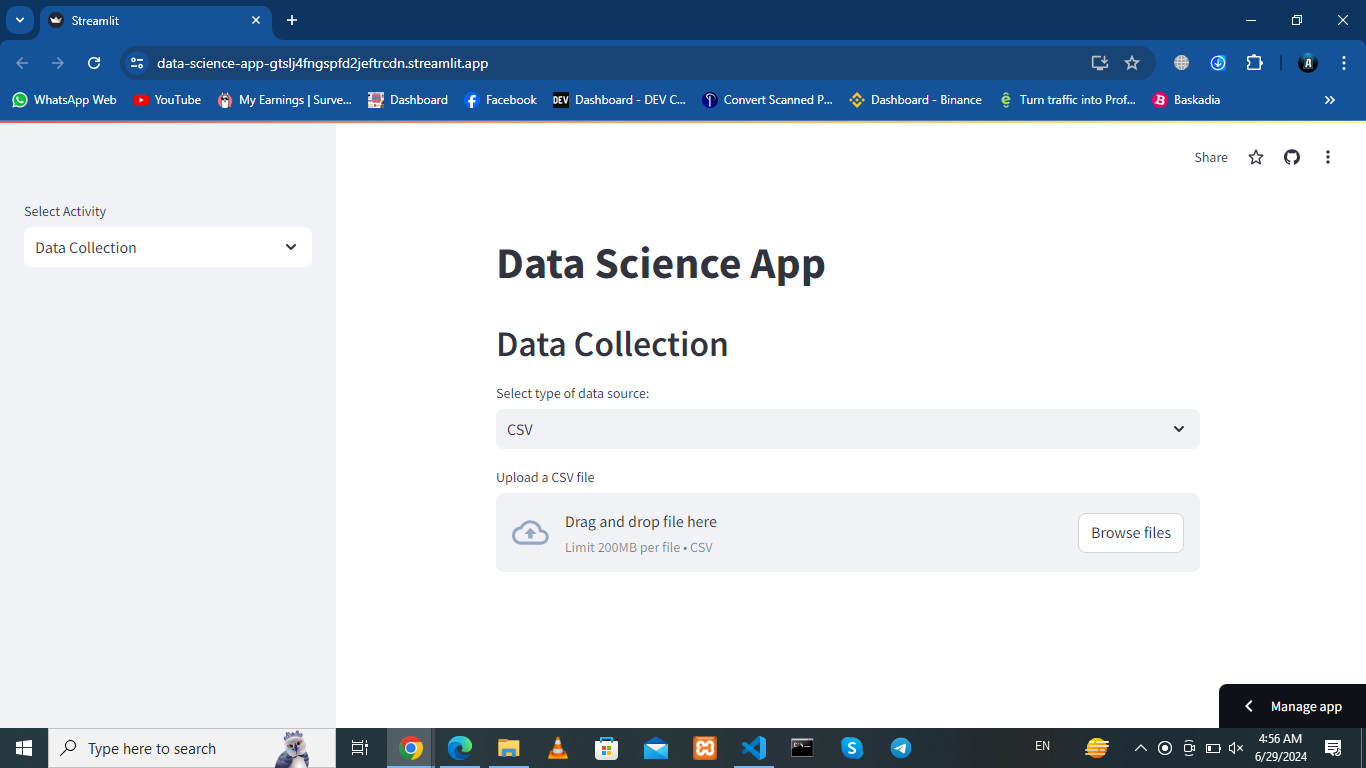 Streamlit
data-science-app-gtslj4fngspfd2jeftrcdn.streamlit.app
A
WhatsApp Web
YouTube
My Earnings | Surve...
Dashboard
Facebook
DEV
Dashboard - DEV C...
Convert Scanned P...
Dashboard - Binance
Turn traffic into Prof...
Baskadia
Share
Select Activity
Data Collection
Data Science App
Data Collection
Select type of data source:
CSV
Upload a CSV file
Drag and drop file here
Limit 200MB per file • CSV
Browse files
Manage app
Type here to search
EN
4:56 AM
6/29/2024